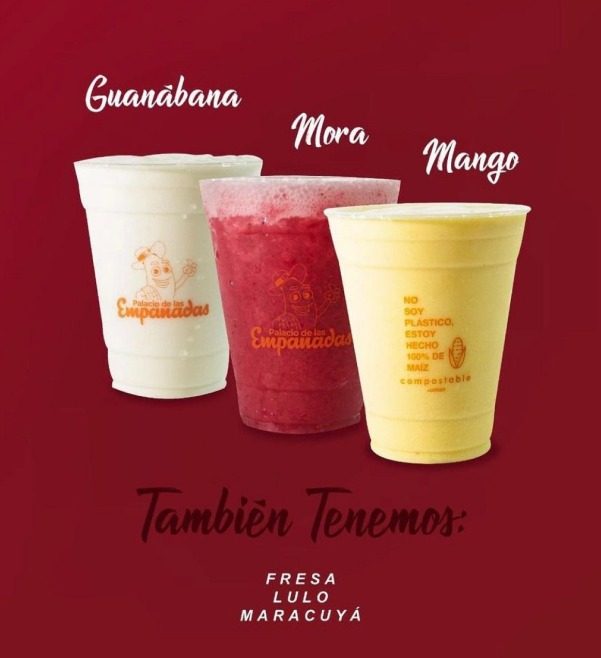 Guanábana
Mora
Mango
Palacio de las
Empanadas
Palacio de las
Empanadas
NO
SOY
PLÁSTICO,
ESTOY
HECHO
100% DE
MAÍZ
compostable
También Tenemos:
FRESA
LULO
MARACUYÁ